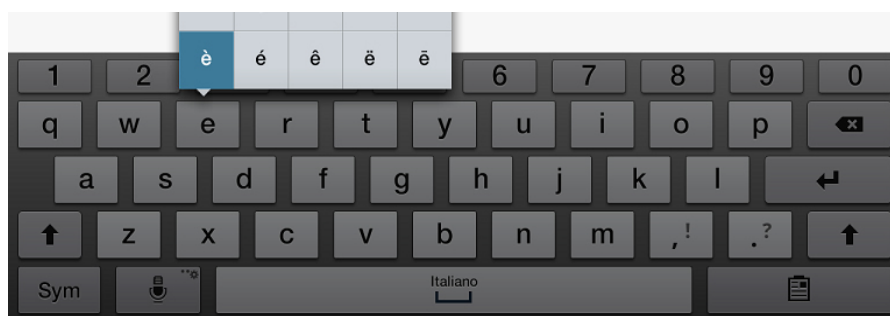 è é ê ë ē
1 2 6 7 8 9 0
q w e r t y u i o p
a s d f g h j k l
z x c v b n m , ! . ?
Sym Italiano